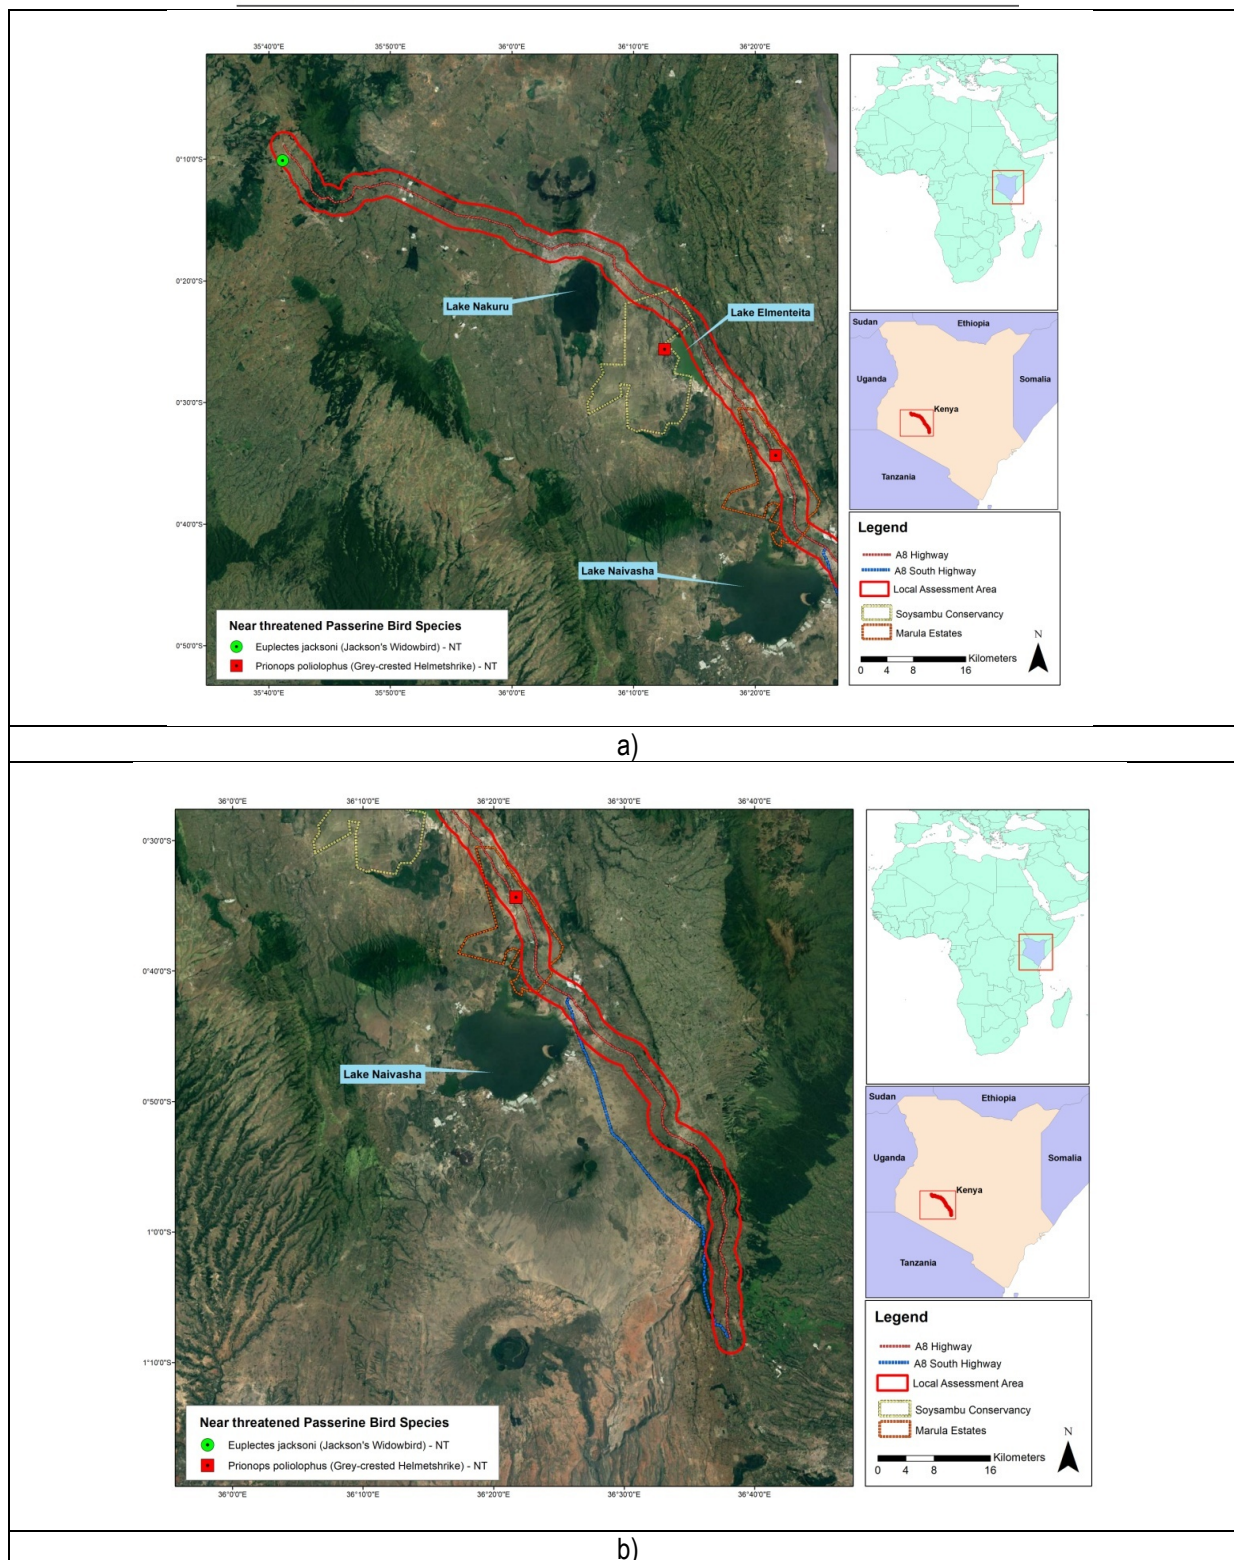 35°40'0"E 35°50'0"E 36°0'0"E 36°10'0"E 36°20'0"E
0°10'0"S
0°20'0"S
0°30'0"S
0°40'0"S
0°50'0"S
Lake Nakuru
Lake Elmenteita
Lake Naivasha
Near threatened Passerine Bird Species
Euplectes jacksoni (Jackson's Widowbird) - NT
Prionops poliolophus (Grey-crested Helmetshrike) - NT
35°40'0"E 35°50'0"E 36°0'0"E 36°10'0"E 36°20'0"E
Sudan
Ethiopia
Uganda
Somalia
Kenya
Tanzania
Legend
A8 Highway
A8 South Highway
Local Assessment Area
Soysambu Conservancy
Marula Estates
N
Kilometers
0 4 8 16
a)
36°0'0"E 36°10'0"E 36°20'0"E 36°30'0"E 36°40'0"E
0°30'0"S
0°40'0"S
0°50'0"S
1°0'0"S
1°10'0"S
Lake Naivasha
Near threatened Passerine Bird Species
Euplectes jacksoni (Jackson's Widowbird) - NT
Prionops poliolophus (Grey-crested Helmetshrike) - NT
36°0'0"E 36°10'0"E 36°20'0"E 36°30'0"E 36°40'0"E
Sudan
Ethiopia
Uganda
Somalia
Kenya
Tanzania
Legend
A8 Highway
A8 South Highway
Local Assessment Area
Soysambu Conservancy
Marula Estates
N
Kilometers
0 4 8 16
b)